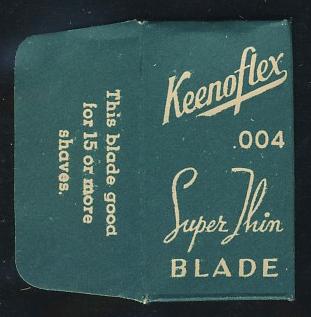 Keenoflex
.004
Super Thin
BLADE
This blade good
for 15 or more
shaves.